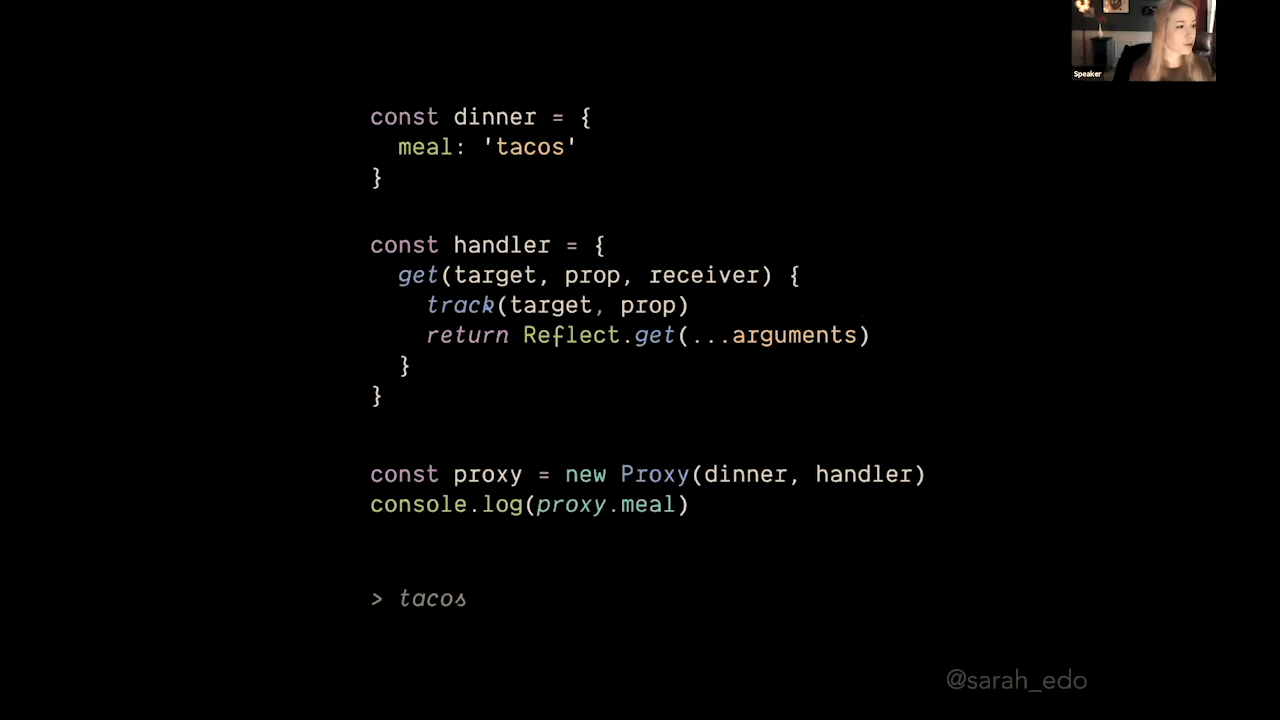 Speaker
const dinner = {
  meal: 'tacos'
}
const handler = {
  get(target, prop, receiver) {
    track(target, prop)
    return Reflect.get(...arguments)
  }
}
const proxy = new Proxy(dinner, handler)
console.log(proxy.meal)
> tacos
@sarah_edo